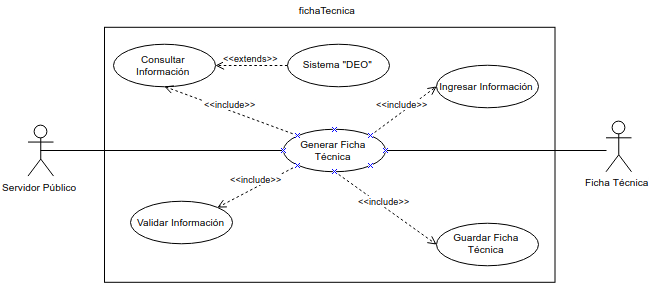 fichaTecnica
Consultar
Información
<<extends>>
Sistema "DEO"
Ingresar Información
<<include>>
<<include>>
Generar Ficha
Técnica
Servidor Público
Ficha Técnica
<<include>>
<<include>>
Validar Información
Guardar Ficha
Técnica